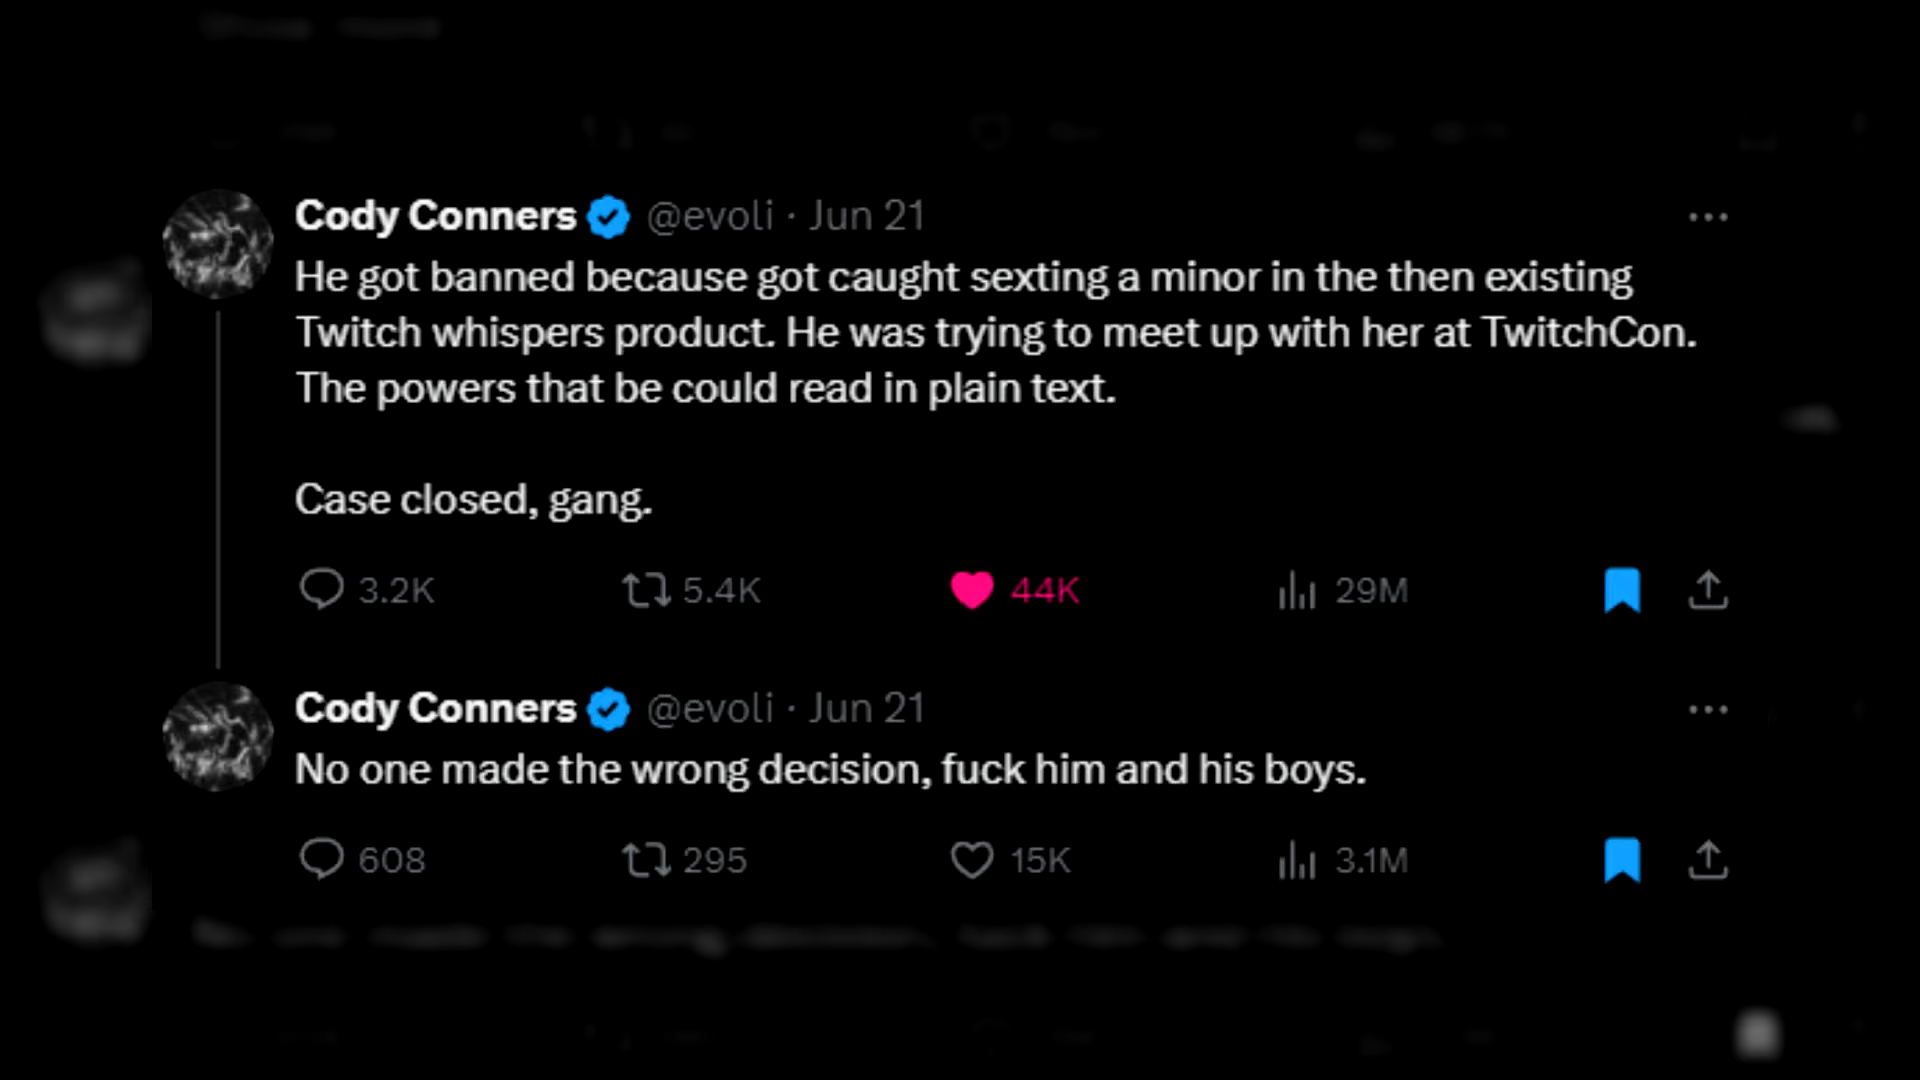 Cody Conners @evoli · Jun 21
He got banned because got caught sexting a minor in the then existing
Twitch whispers product. He was trying to meet up with her at TwitchCon.
The powers that be could read in plain text.
Case closed, gang.
3.2K 5.4K 44K 29M
Cody Conners @evoli · Jun 21
No one made the wrong decision, fuck him and his boys.
608 295 15K 3.1M